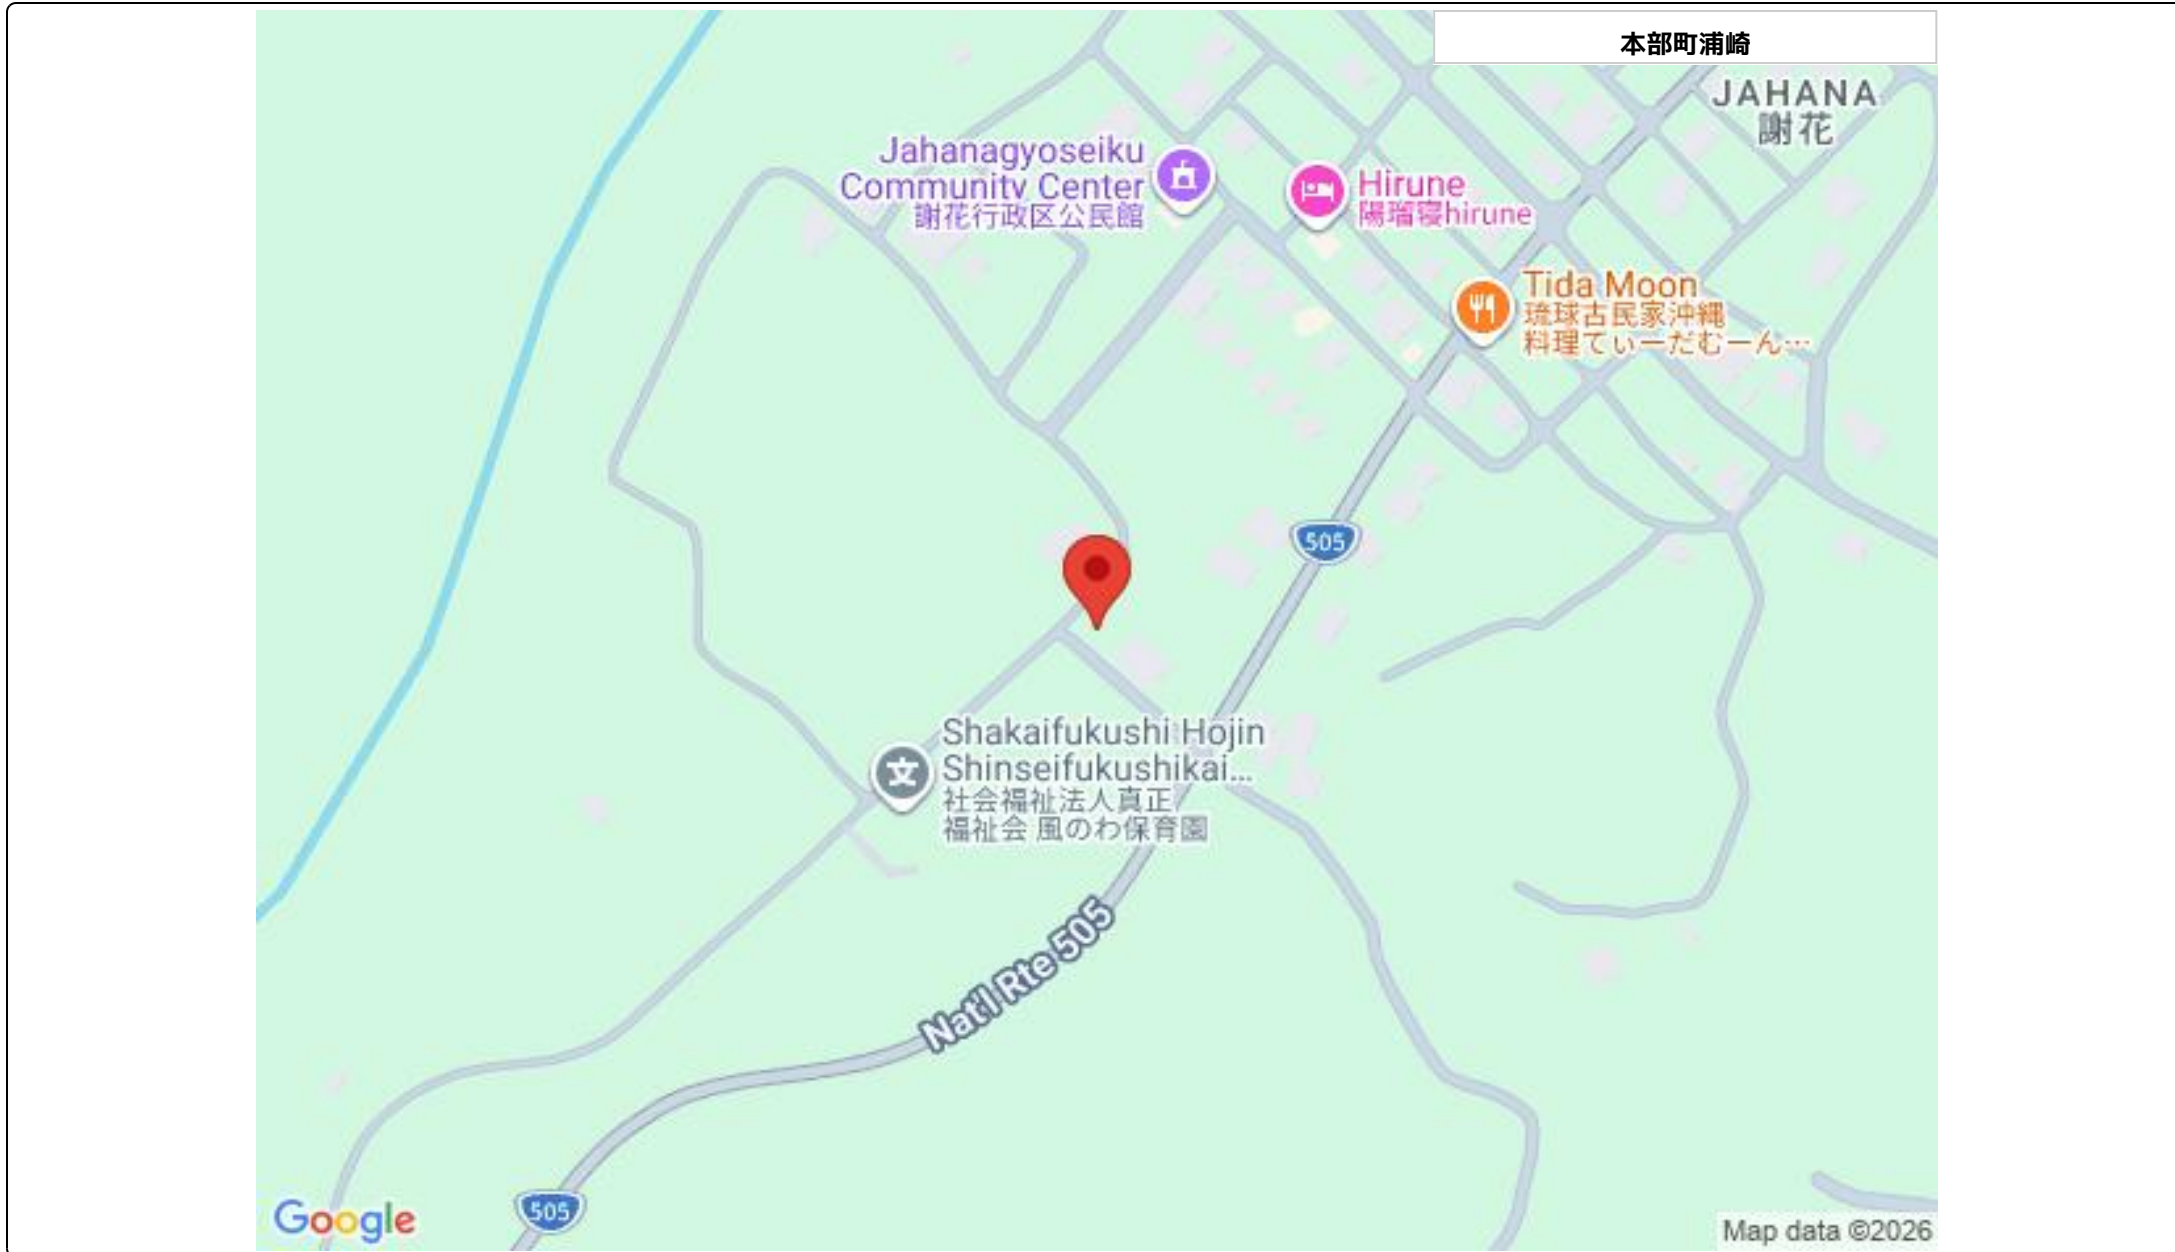 本部町浦崎
JAHANA
謝花
Jahanagyoseiku
Community Center
謝花行政区公民館
Hirune
陽瑠寝hirune
Tida Moon
琉球古民家沖縄
料理てぃーだむーん…
505
Shakaifukushi Hojin
Shinseifukushikai...
社会福祉法人真正
福祉会 風のわ保育園
Nat'l Rte 505
505
Google
Map data ©2026